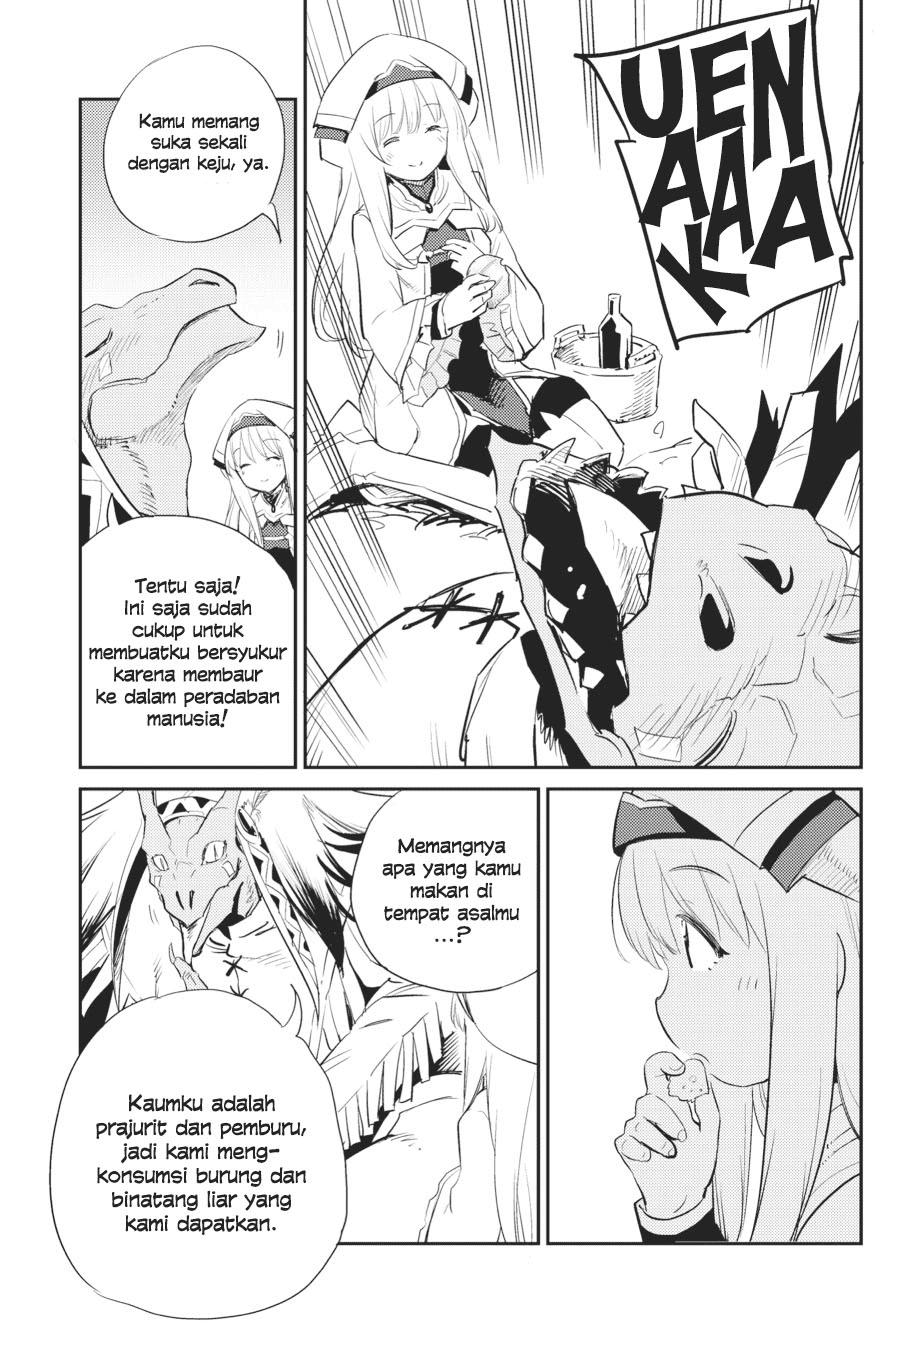 UEN
AAA
KA
Kamu memang
suka sekali
dengan keju, ya.
Tentu saja!
Ini saja sudah
cukup untuk
membuatku bersyukur
karena membaur
ke dalam peradaban
manusia!
Memangnya
apa yang kamu
makan di
tempat asalmu
...?
Kaumku adalah
prajurit dan pemburu,
jadi kami meng-
konsumsi burung dan
binatang liar yang
kami dapatkan.